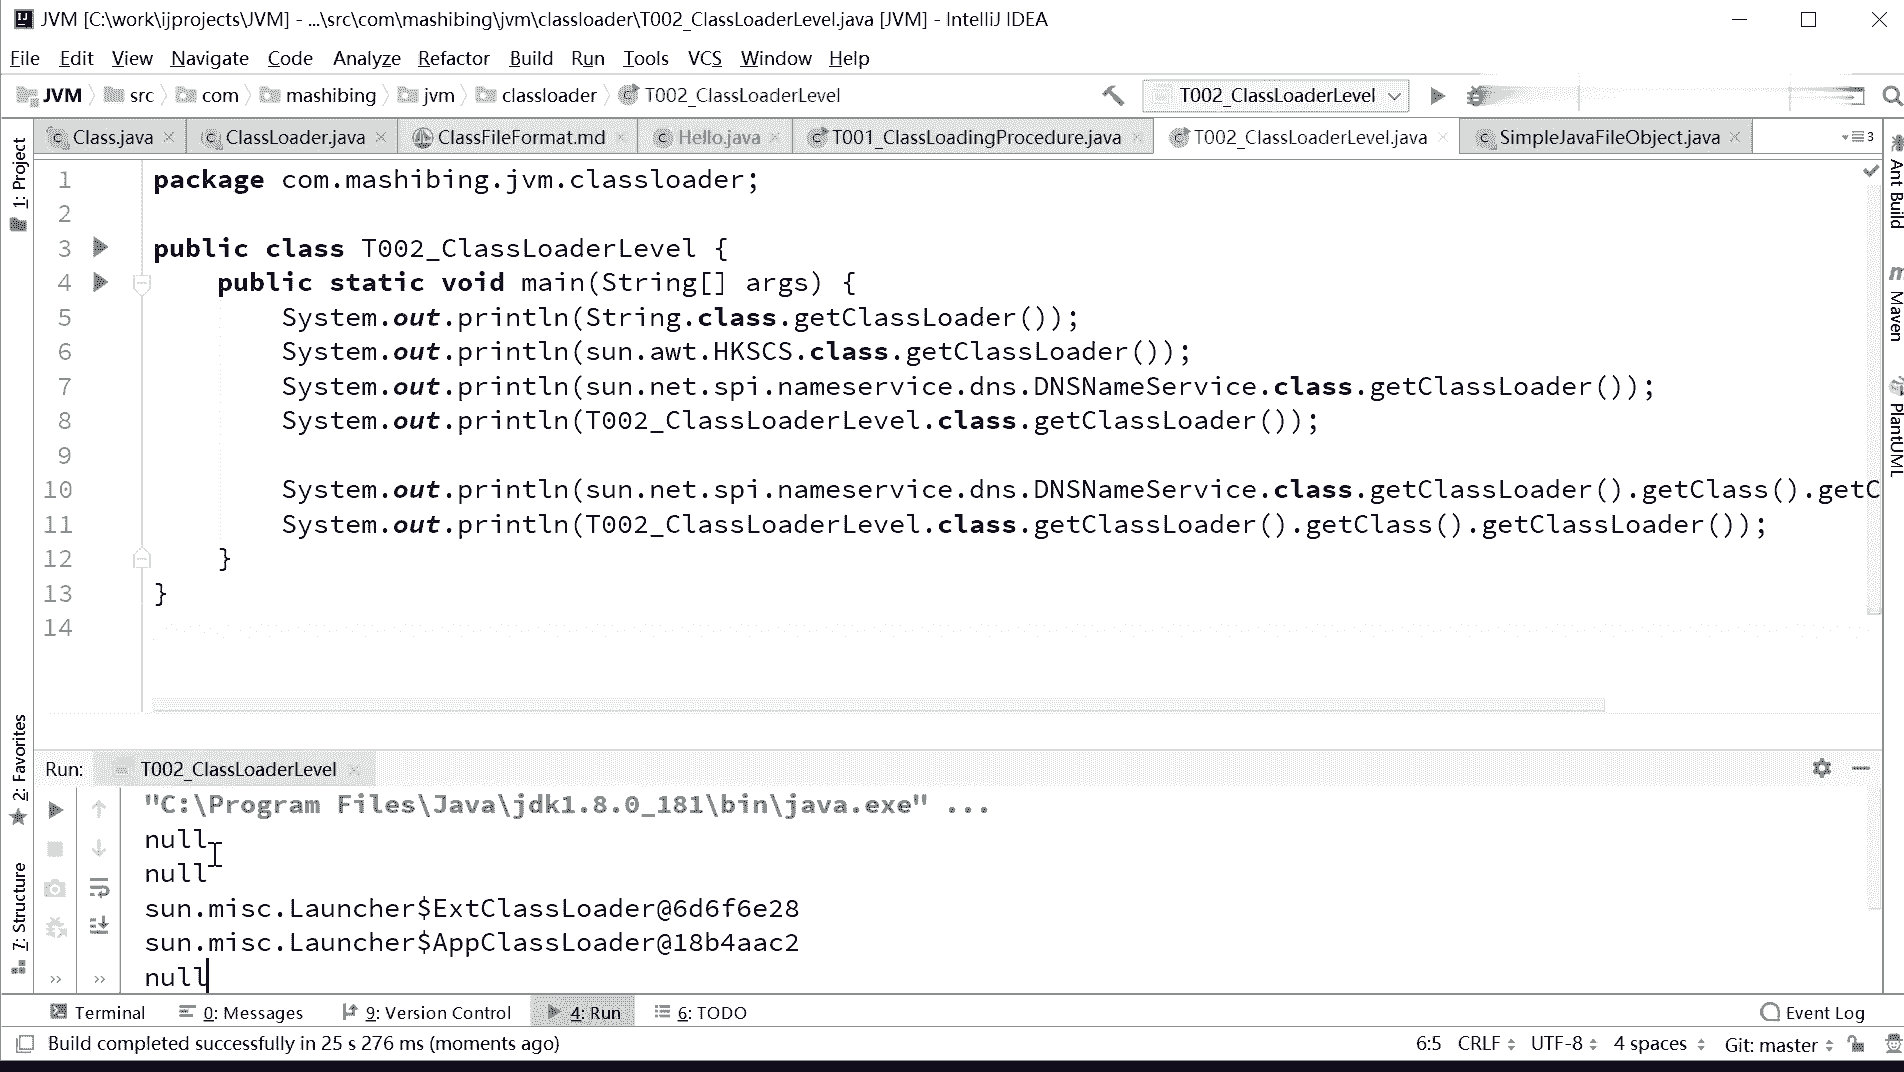 JVM [C:\work\ijprojects\JVM] - ...\src\com\mashibing\jvm\classloader\T002_ClassLoaderLevel.java [JVM] - IntelliJ IDEA
File Edit View Navigate Code Analyze Refactor Build Run Tools VCS Window Help
JVM src com mashibing jvm classloader T002_ClassLoaderLevel T002_ClassLoaderLevel
Class.java ClassLoader.java ClassFileFormat.md Hello.java T001_ClassLoadingProcedure.java T002_ClassLoaderLevel.java SimpleJavaFileObject.java 3
1: Project
Ant Build
Maven
PlantUML
1 package com.mashibing.jvm.classloader;
2
3 public class T002_ClassLoaderLevel {
4 public static void main(String[] args) {
5 System.out.println(String.class.getClassLoader());
6 System.out.println(sun.awt.HKSCS.class.getClassLoader());
7 System.out.println(sun.net.spi.nameservice.dns.DNSNameService.class.getClassLoader());
8 System.out.println(T002_ClassLoaderLevel.class.getClassLoader());
9
10 System.out.println(sun.net.spi.nameservice.dns.DNSNameService.class.getClassLoader().getClass().getC
11 System.out.println(T002_ClassLoaderLevel.class.getClassLoader().getClass().getClassLoader());
12 }
13 }
14
2: Favorites
7: Structure
Run: T002_ClassLoaderLevel
"C:\Program Files\Java\jdk1.8.0_181\bin\java.exe" ...
null
null
sun.misc.Launcher$ExtClassLoader@6d6f6e28
sun.misc.Launcher$AppClassLoader@18b4aac2
null
Terminal 0: Messages 9: Version Control 4: Run 6: TODO Event Log
Build completed successfully in 25 s 276 ms (moments ago) 6:5 CRLF UTF-8 4 spaces Git: master